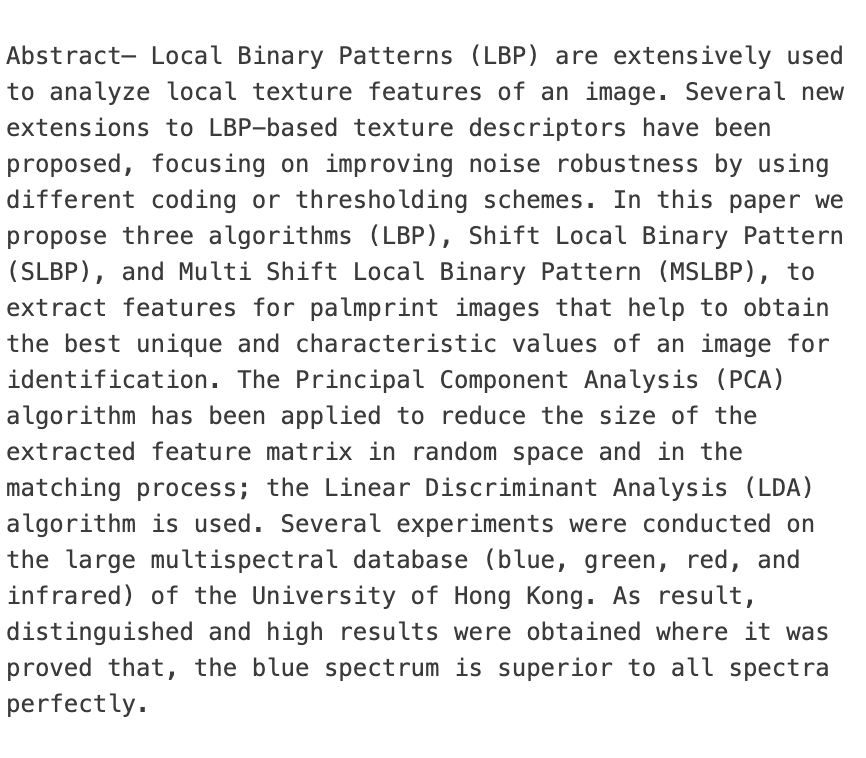 Abstract— Local Binary Patterns (LBP) are extensively used
to analyze local texture features of an image. Several new
extensions to LBP-based texture descriptors have been
proposed, focusing on improving noise robustness by using
different coding or thresholding schemes. In this paper we
propose three algorithms (LBP), Shift Local Binary Pattern
(SLBP), and Multi Shift Local Binary Pattern (MSLBP), to
extract features for palmprint images that help to obtain
the best unique and characteristic values of an image for
identification. The Principal Component Analysis (PCA)
algorithm has been applied to reduce the size of the
extracted feature matrix in random space and in the
matching process; the Linear Discriminant Analysis (LDA)
algorithm is used. Several experiments were conducted on
the large multispectral database (blue, green, red, and
infrared) of the University of Hong Kong. As result,
distinguished and high results were obtained where it was
proved that, the blue spectrum is superior to all spectra
perfectly.